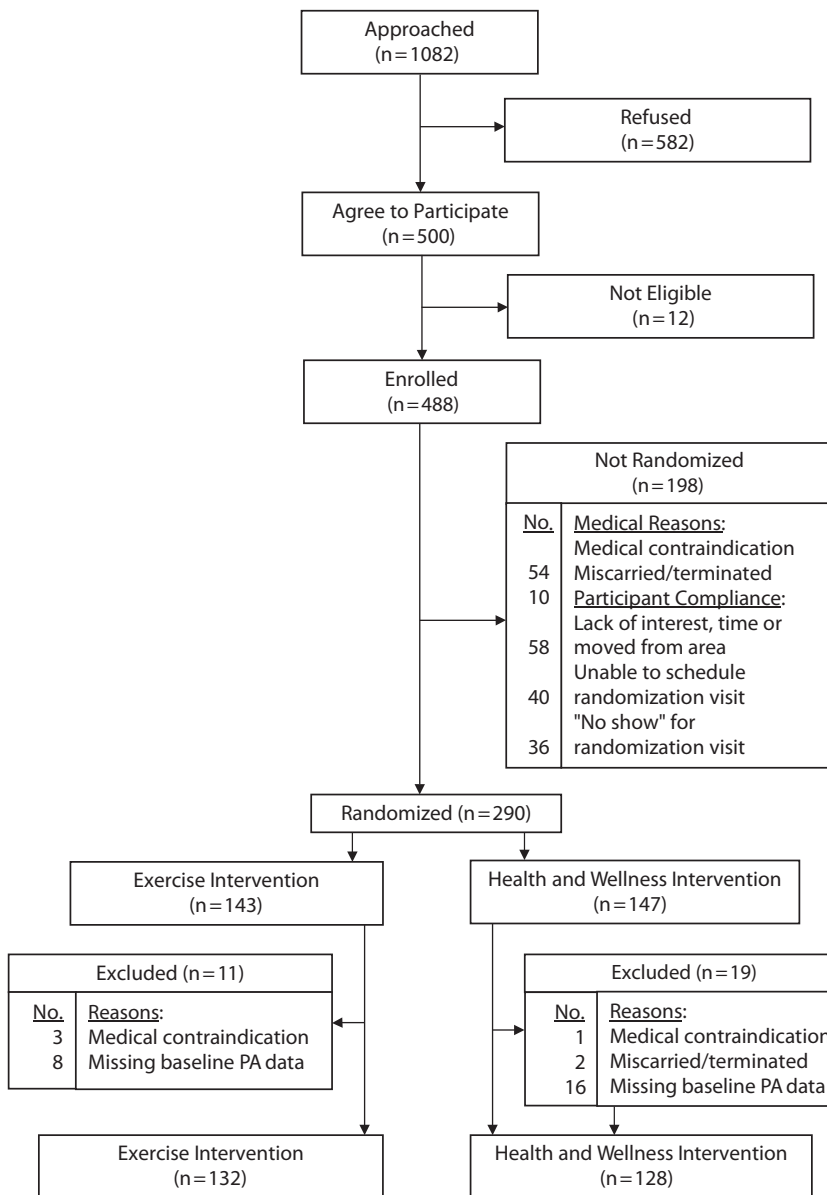 Approached
(n=1082)
Refused
(n=582)
Agree to Participate
(n=500)
Not Eligible
(n=12)
Enrolled
(n=488)
Not Randomized
(n=198)
No. Medical Reasons:
Medical contraindication
54 Miscarried/terminated
10 Participant Compliance:
Lack of interest, time or
58 moved from area
Unable to schedule
40 randomization visit
"No show" for
36 randomization visit
Randomized (n=290)
Exercise Intervention
(n=143)
Health and Wellness Intervention
(n=147)
Excluded (n=11)
No. Reasons:
3 Medical contraindication
8 Missing baseline PA data
Excluded (n=19)
No. Reasons:
1 Medical contraindication
2 Miscarried/terminated
16 Missing baseline PA data
Exercise Intervention
(n=132)
Health and Wellness Intervention
(n=128)